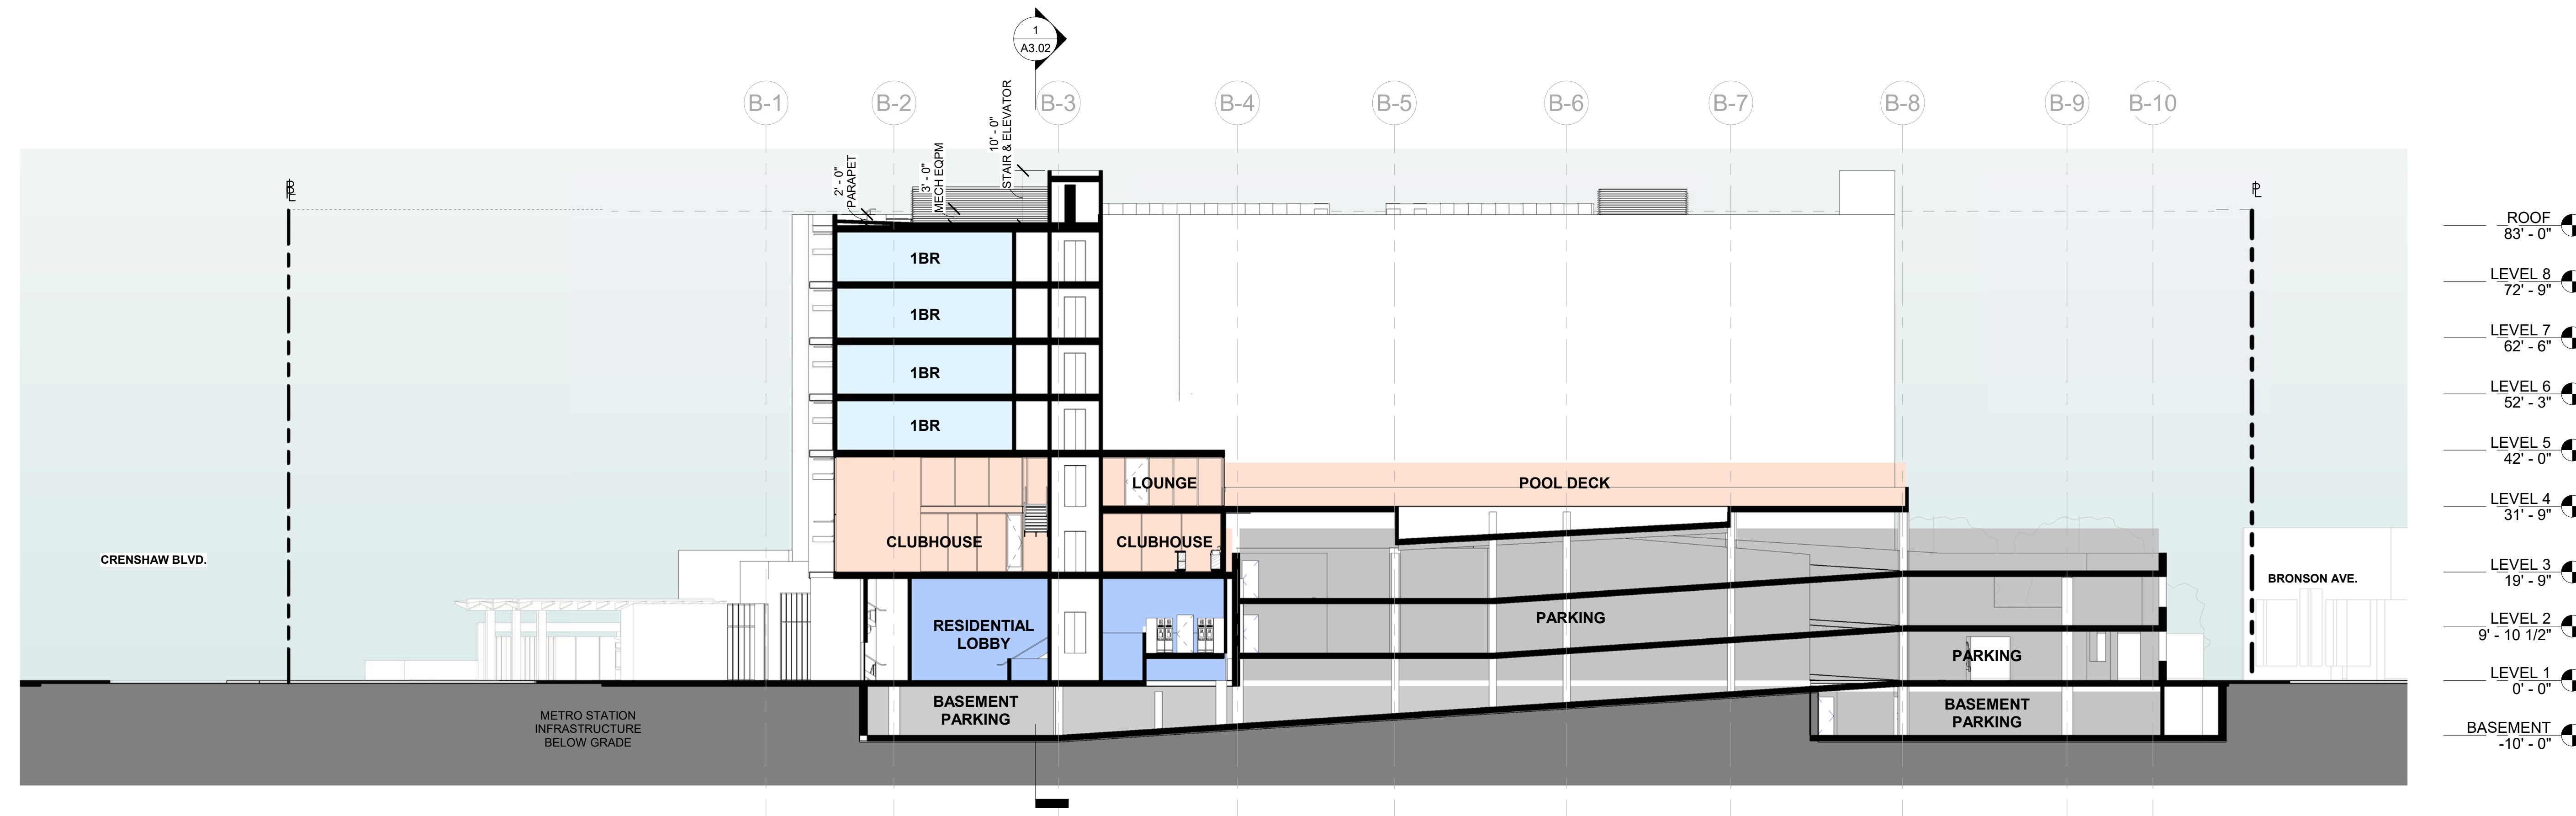 1
A3.02
B-1
B-2
B-3
B-4
B-5
B-6
B-7
B-8
B-9
B-10
2' - 0"
PARAPET
3' - 0"
MECH EQPM
10' - 0"
STAIR & ELEVATOR
PL
PL
ROOF
83' - 0"
1BR
LEVEL 8
72' - 9"
1BR
LEVEL 7
62' - 6"
1BR
LEVEL 6
52' - 3"
1BR
LEVEL 5
42' - 0"
LOUNGE
POOL DECK
LEVEL 4
31' - 9"
CLUBHOUSE
CLUBHOUSE
CRENSHAW BLVD.
LEVEL 3
19' - 9"
BRONSON AVE.
RESIDENTIAL
LOBBY
PARKING
LEVEL 2
9' - 10 1/2"
PARKING
LEVEL 1
0' - 0"
BASEMENT
PARKING
BASEMENT
PARKING
METRO STATION
INFRASTRUCTURE
BELOW GRADE
BASEMENT
-10' - 0"